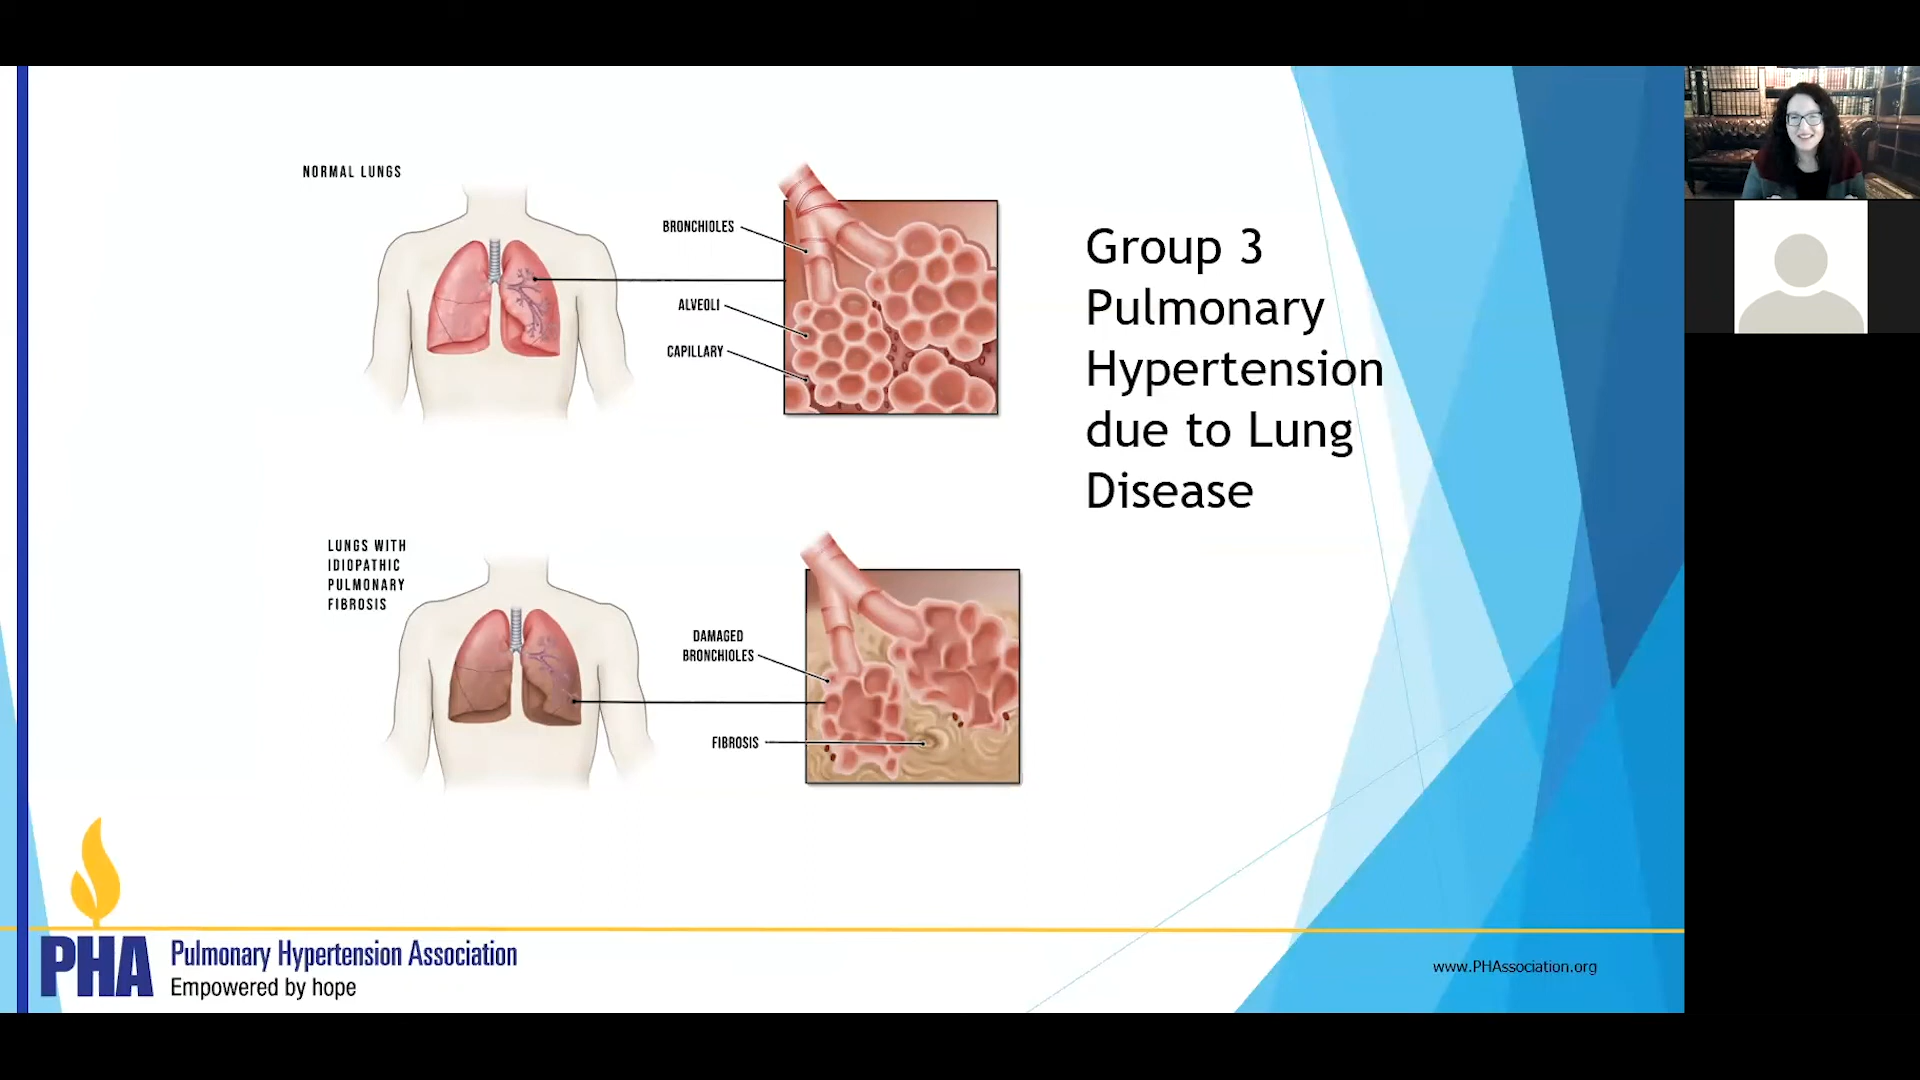 NORMAL LUNGS
BRONCHIOLES
ALVEOLI
CAPILLARY
Group 3
Pulmonary
Hypertension
due to Lung
Disease
LUNGS WITH
IDIOPATHIC
PULMONARY
FIBROSIS
DAMAGED
BRONCHIOLES
FIBROSIS
PHA
Pulmonary Hypertension Association
Empowered by hope
www.PHAssociation.org